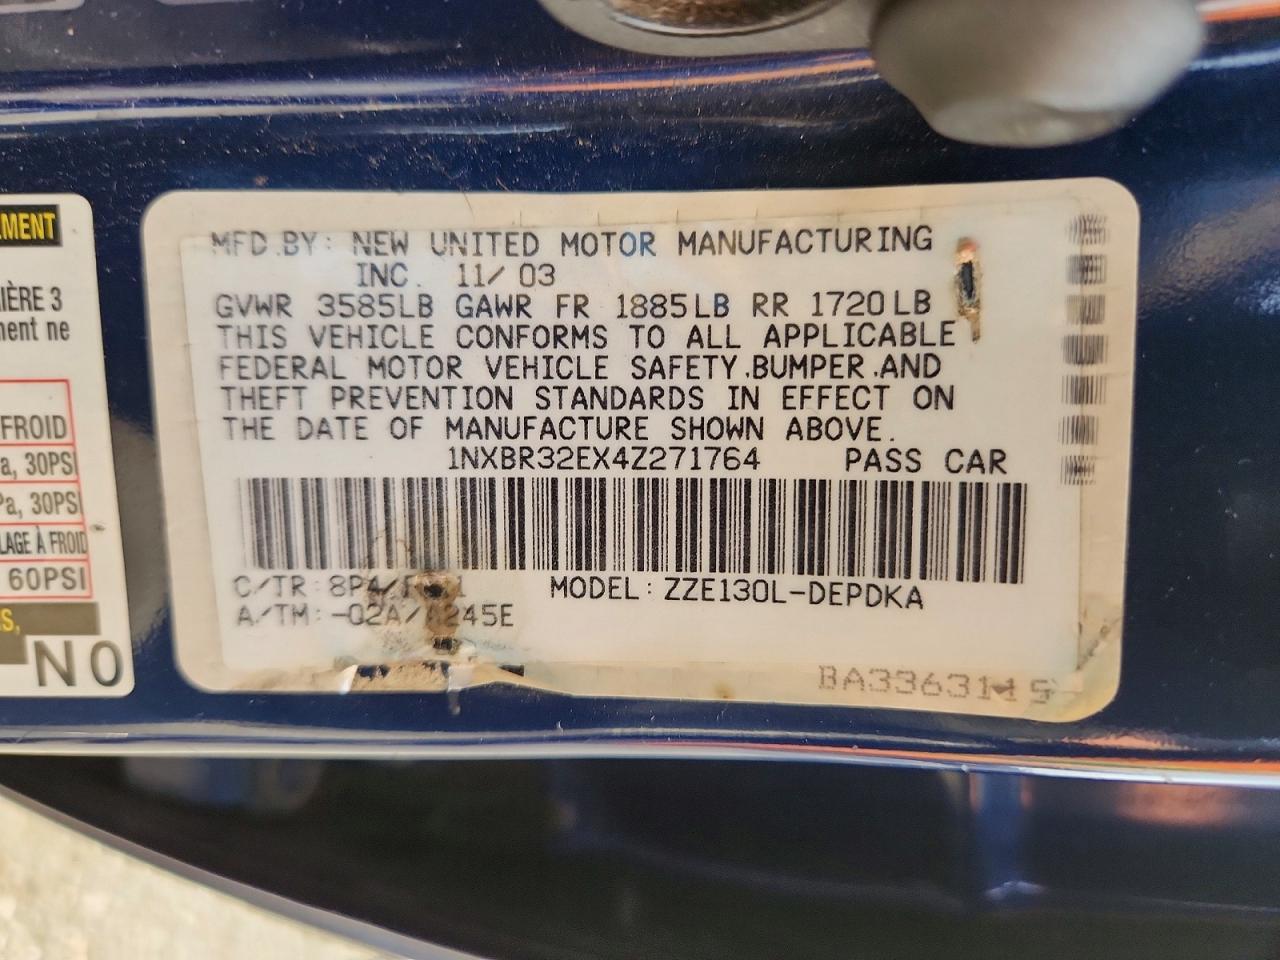 EMENT
IÈRE 3
ment ne
FROID
a, 30PSI
Pa, 30PSI
LAGE À FROID
60PSI
S,
NO
MFD.BY: NEW UNITED MOTOR MANUFACTURING
INC. 11/03
GVWR 3585LB GAWR FR 1885LB RR 1720LB
THIS VEHICLE CONFORMS TO ALL APPLICABLE
FEDERAL MOTOR VEHICLE SAFETY,BUMPER,AND
THEFT PREVENTION STANDARDS IN EFFECT ON
THE DATE OF MANUFACTURE SHOWN ABOVE.
1NXBR32EX4Z271764 PASS CAR
C/TR: MODEL: ZZE130L-DEPDKA
A/TM: